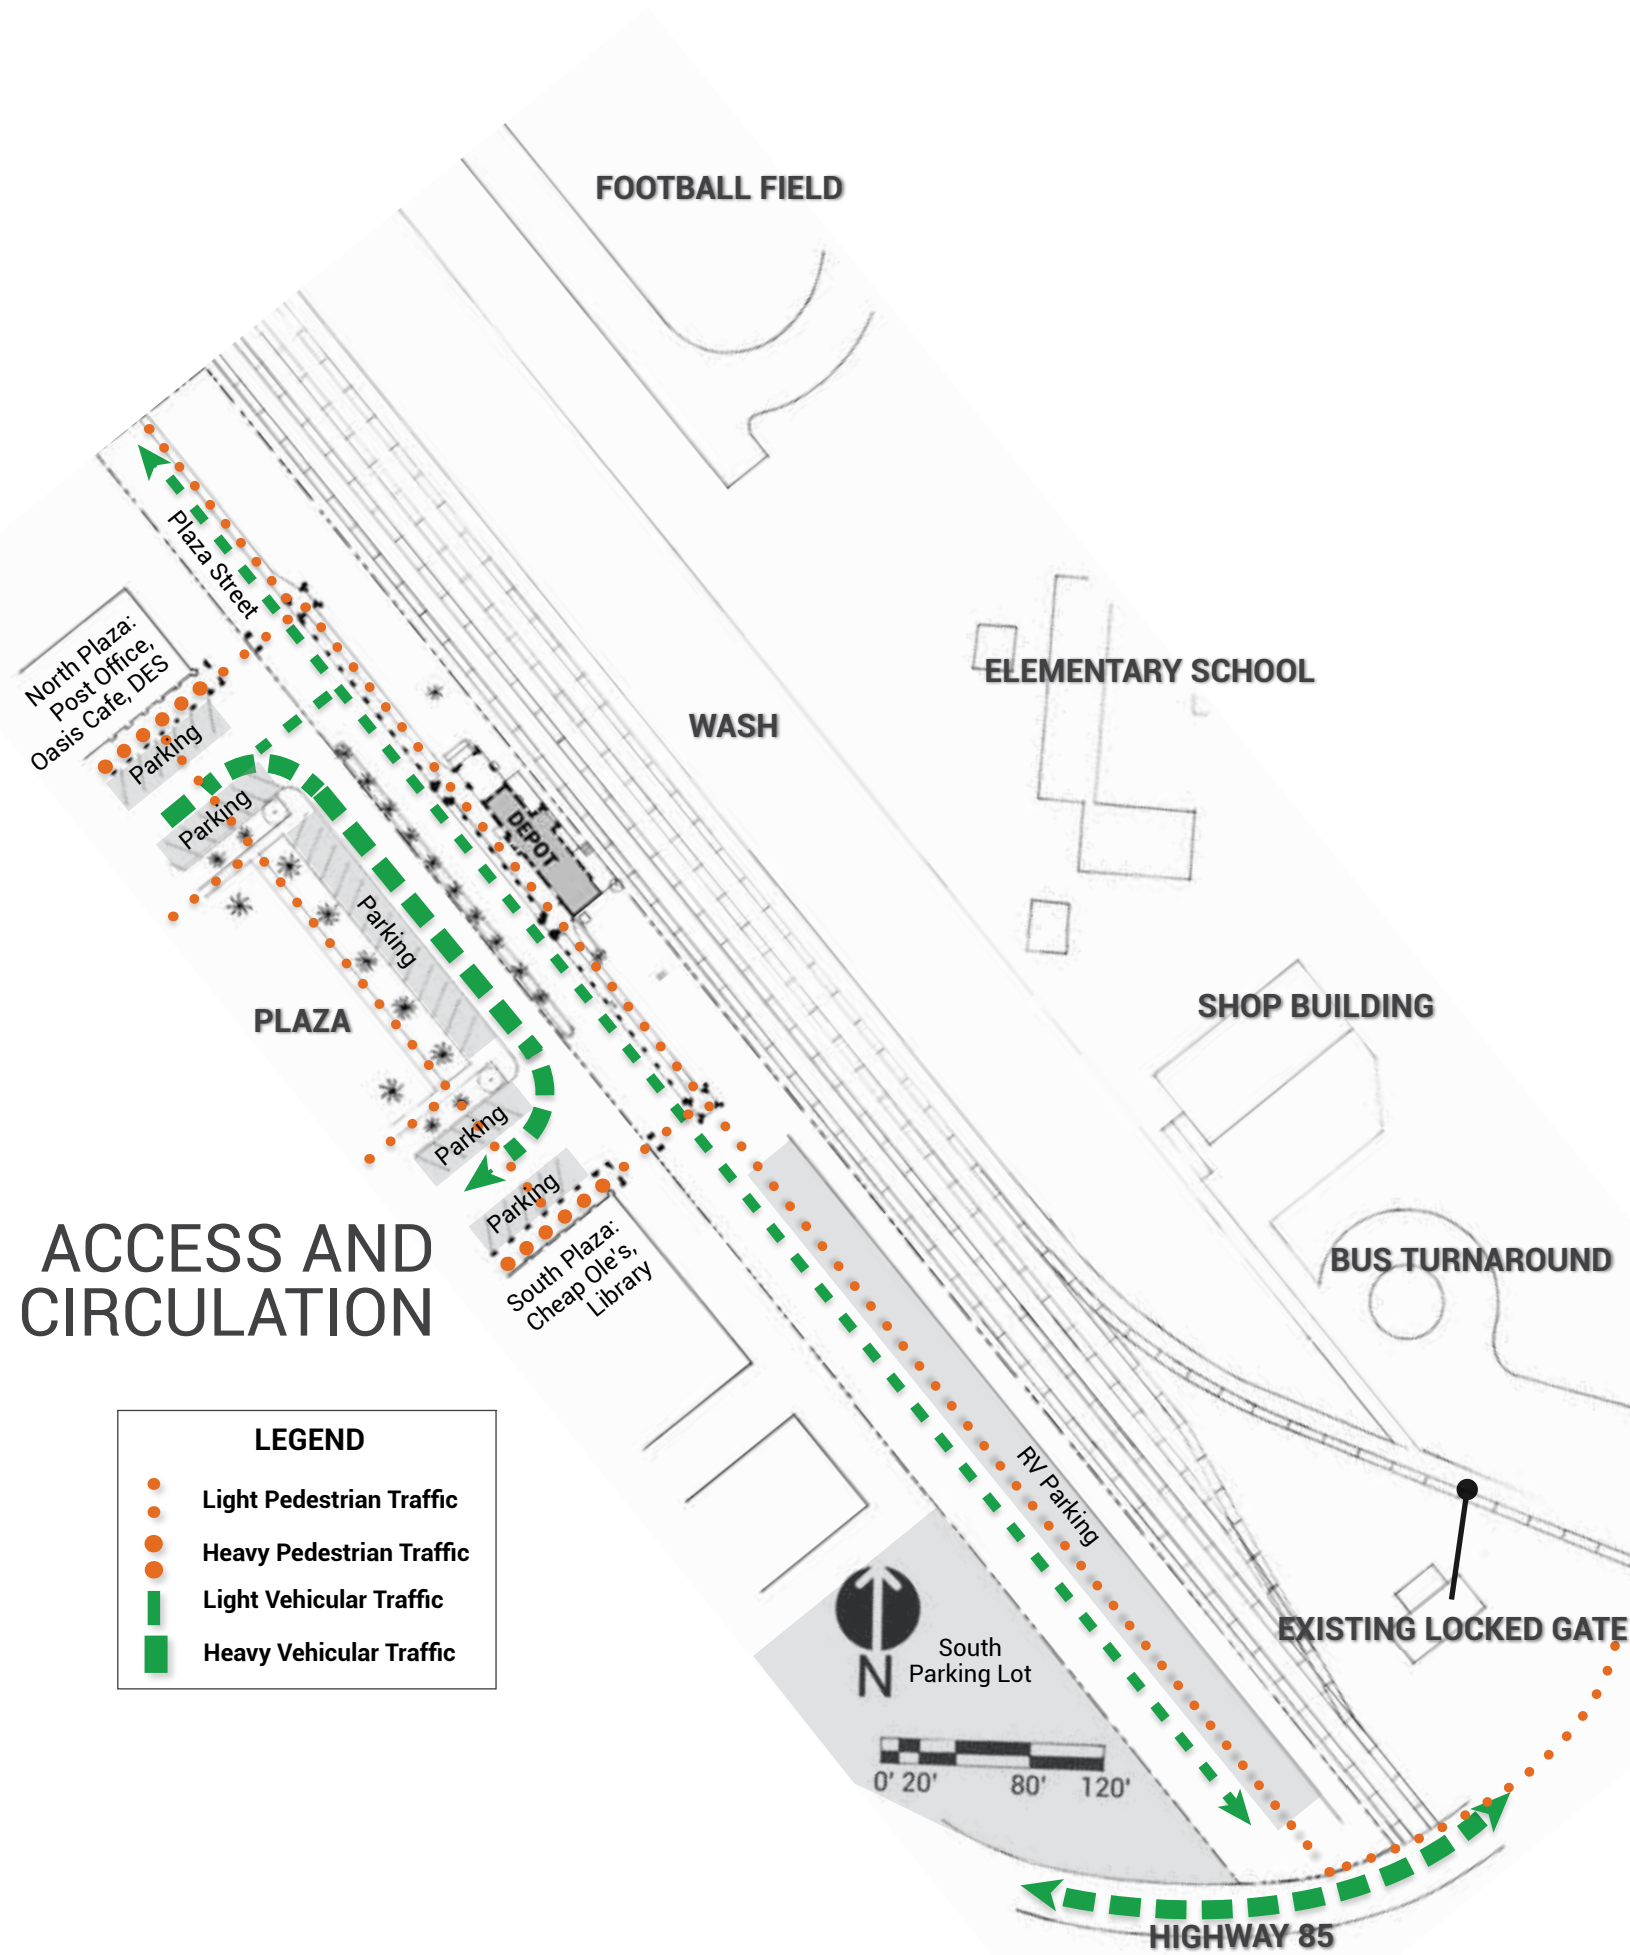 FOOTBALL FIELD
Plaza Street
North Plaza:
Post Office,
Oasis Cafe, DES
Parking
Parking
Parking
DEPOT
WASH
ELEMENTARY SCHOOL
PLAZA
SHOP BUILDING
Parking
Parking
South Plaza:
Cheap Ole's,
Library
BUS TURNAROUND
ACCESS AND
CIRCULATION
LEGEND
Light Pedestrian Traffic
Heavy Pedestrian Traffic
Light Vehicular Traffic
Heavy Vehicular Traffic
RV Parking
EXISTING LOCKED GATE
N
South
Parking Lot
0' 20' 80' 120'
HIGHWAY 85